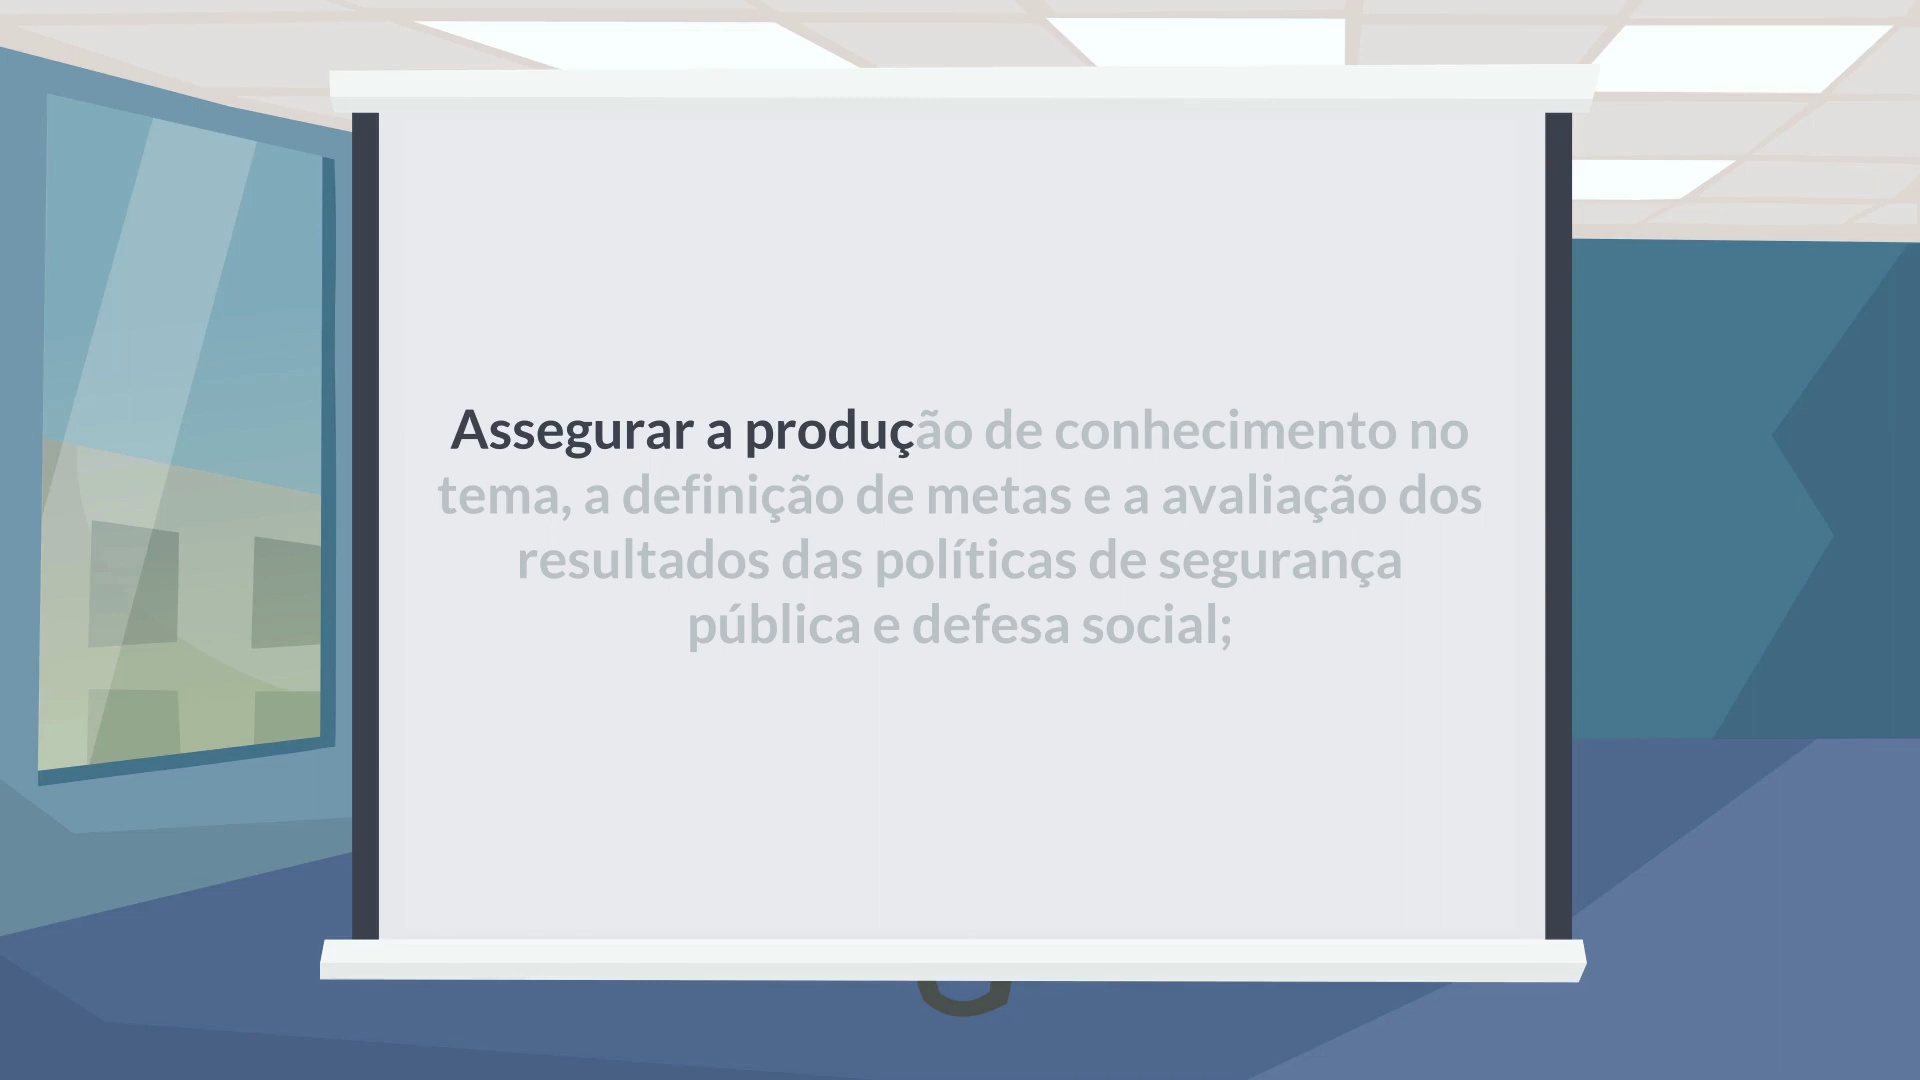 Assegurar a produção de conhecimento no
tema, a definição de metas e a avaliação dos
resultados das políticas de segurança
pública e defesa social;